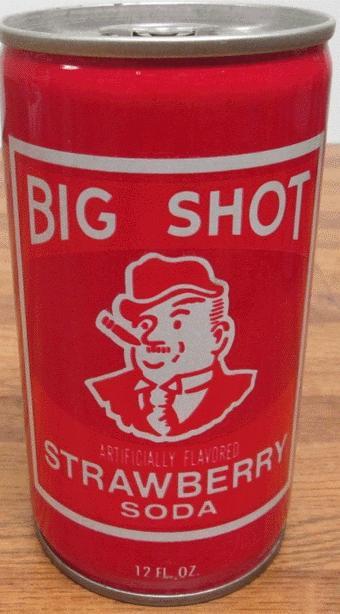 BIG SHOT
ARTIFICIALLY FLAVORED
STRAWBERRY
SODA
12 FL. OZ.